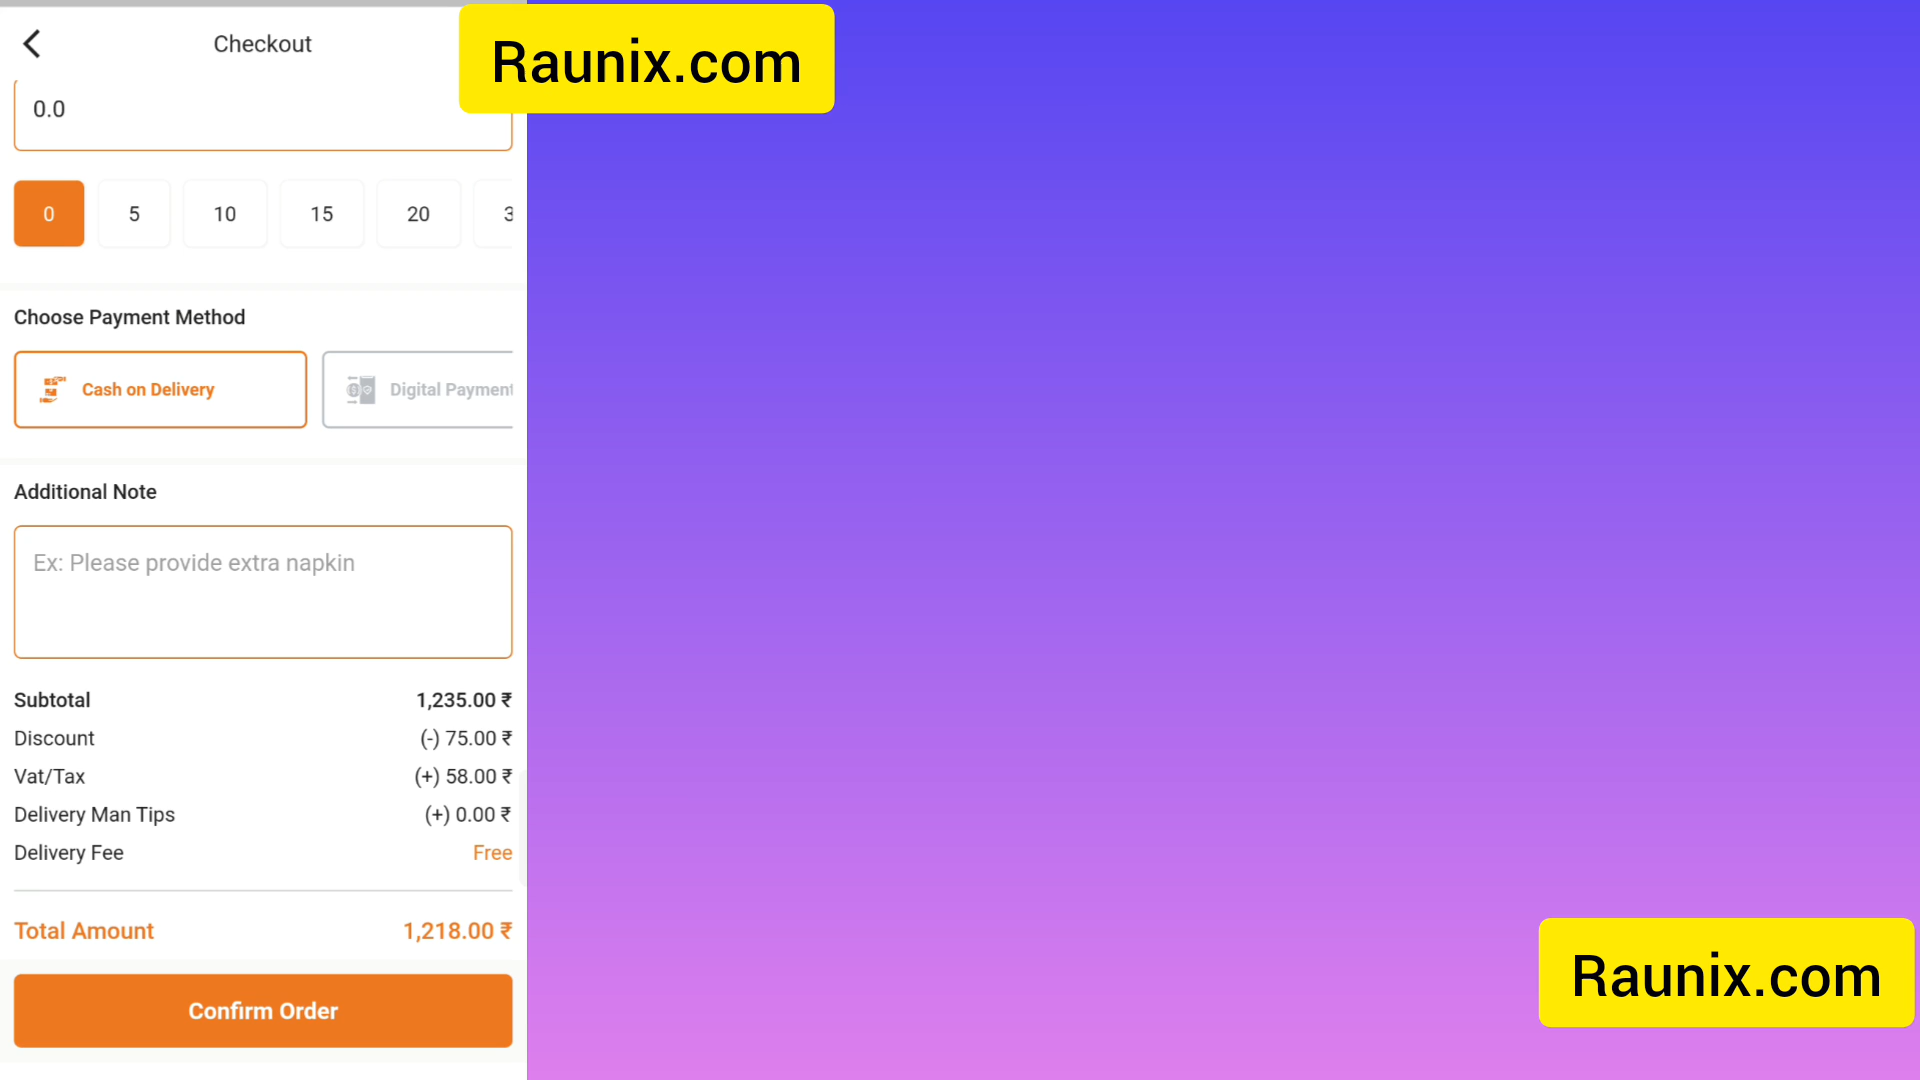 Checkout
Raunix.com
0.0
0 5 10 15 20 3
Choose Payment Method
Cash on Delivery Digital Payment
Additional Note
Ex: Please provide extra napkin
Subtotal 1,235.00 ₹
Discount (-) 75.00 ₹
Vat/Tax (+) 58.00 ₹
Delivery Man Tips (+) 0.00 ₹
Delivery Fee Free
Total Amount 1,218.00 ₹
Confirm Order
Raunix.com